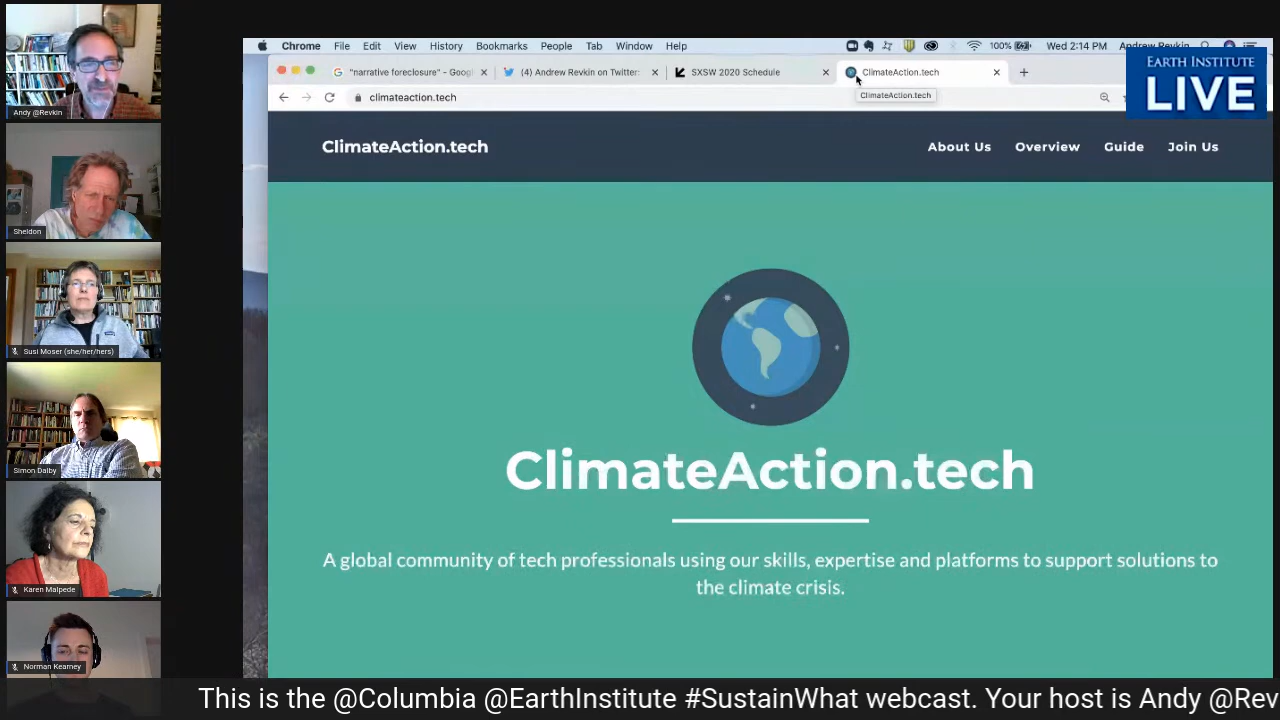 Andy @Revkin
Sheldon
Susi Moser (she/her/hers)
Simon Dalby
Karen Malpede
Norman Kearney
Chrome File Edit View History Bookmarks People Tab Window Help
100% Wed 2:14 PM Andrew Revkin
"narrative foreclosure" - Goog
(4) Andrew Revkin on Twitter:
SXSW 2020 Schedule
ClimateAction.tech
climateaction.tech
ClimateAction.tech
EARTH INSTITUTE
LIVE
ClimateAction.tech
About Us Overview Guide Join Us
ClimateAction.tech
A global community of tech professionals using our skills, expertise and platforms to support solutions to
the climate crisis.
This is the @Columbia @EarthInstitute #SustainWhat webcast. Your host is Andy @Rev